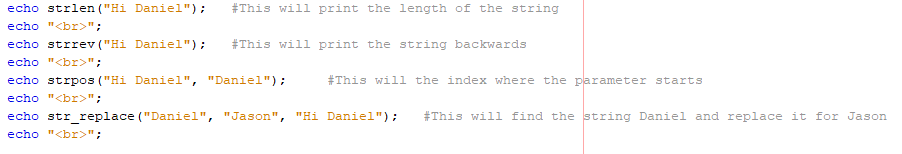 echo strlen("Hi Daniel");   #This will print the length of the string
echo "<br>";
echo strrev("Hi Daniel");   #This will print the string backwards
echo "<br>";
echo strpos("Hi Daniel", "Daniel");     #This will the index where the parameter starts
echo "<br>";
echo str_replace("Daniel", "Jason", "Hi Daniel");   #This will find the string Daniel and replace it for Jason
echo "<br>";